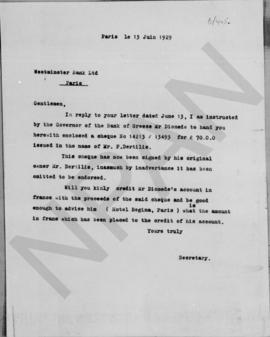 Paris le 15 Juin 1929
Westminster Bank Ltd
Paris
Gentlemen,
In reply to your letter dated June 13, I am instructed
by the Governor of the Bank of Greece Mr Diomede to hand you
herewith enclosed a cheque No 14213 / 13493 for £ 70.0.0
issued in the name of Mr. P.Dertilis.
This cheque has now been signed by his original
owner Mr. Dertilis, inasmuch by inadvertance it has been
omitted to be endorsed.
Will you kinly credit Mr Diomede's account in
francs with the proceeds of the said cheque and be good
enough to advise him ( Hotel Regina, Paris ) what is the amount
in francs which has been placed to the credit of his account.
Yours truly
Secretary.